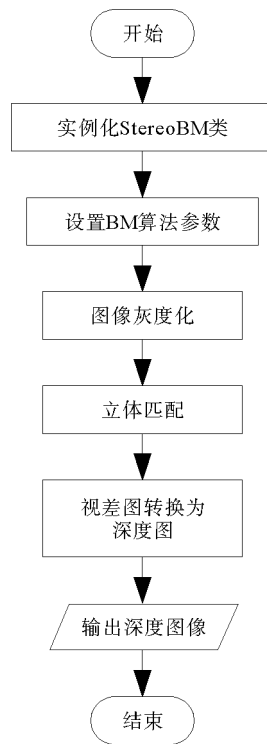 开始
实例化StereoBM类
设置BM算法参数
图像灰度化
立体匹配
视差图转换为
深度图
输出深度图像
结束